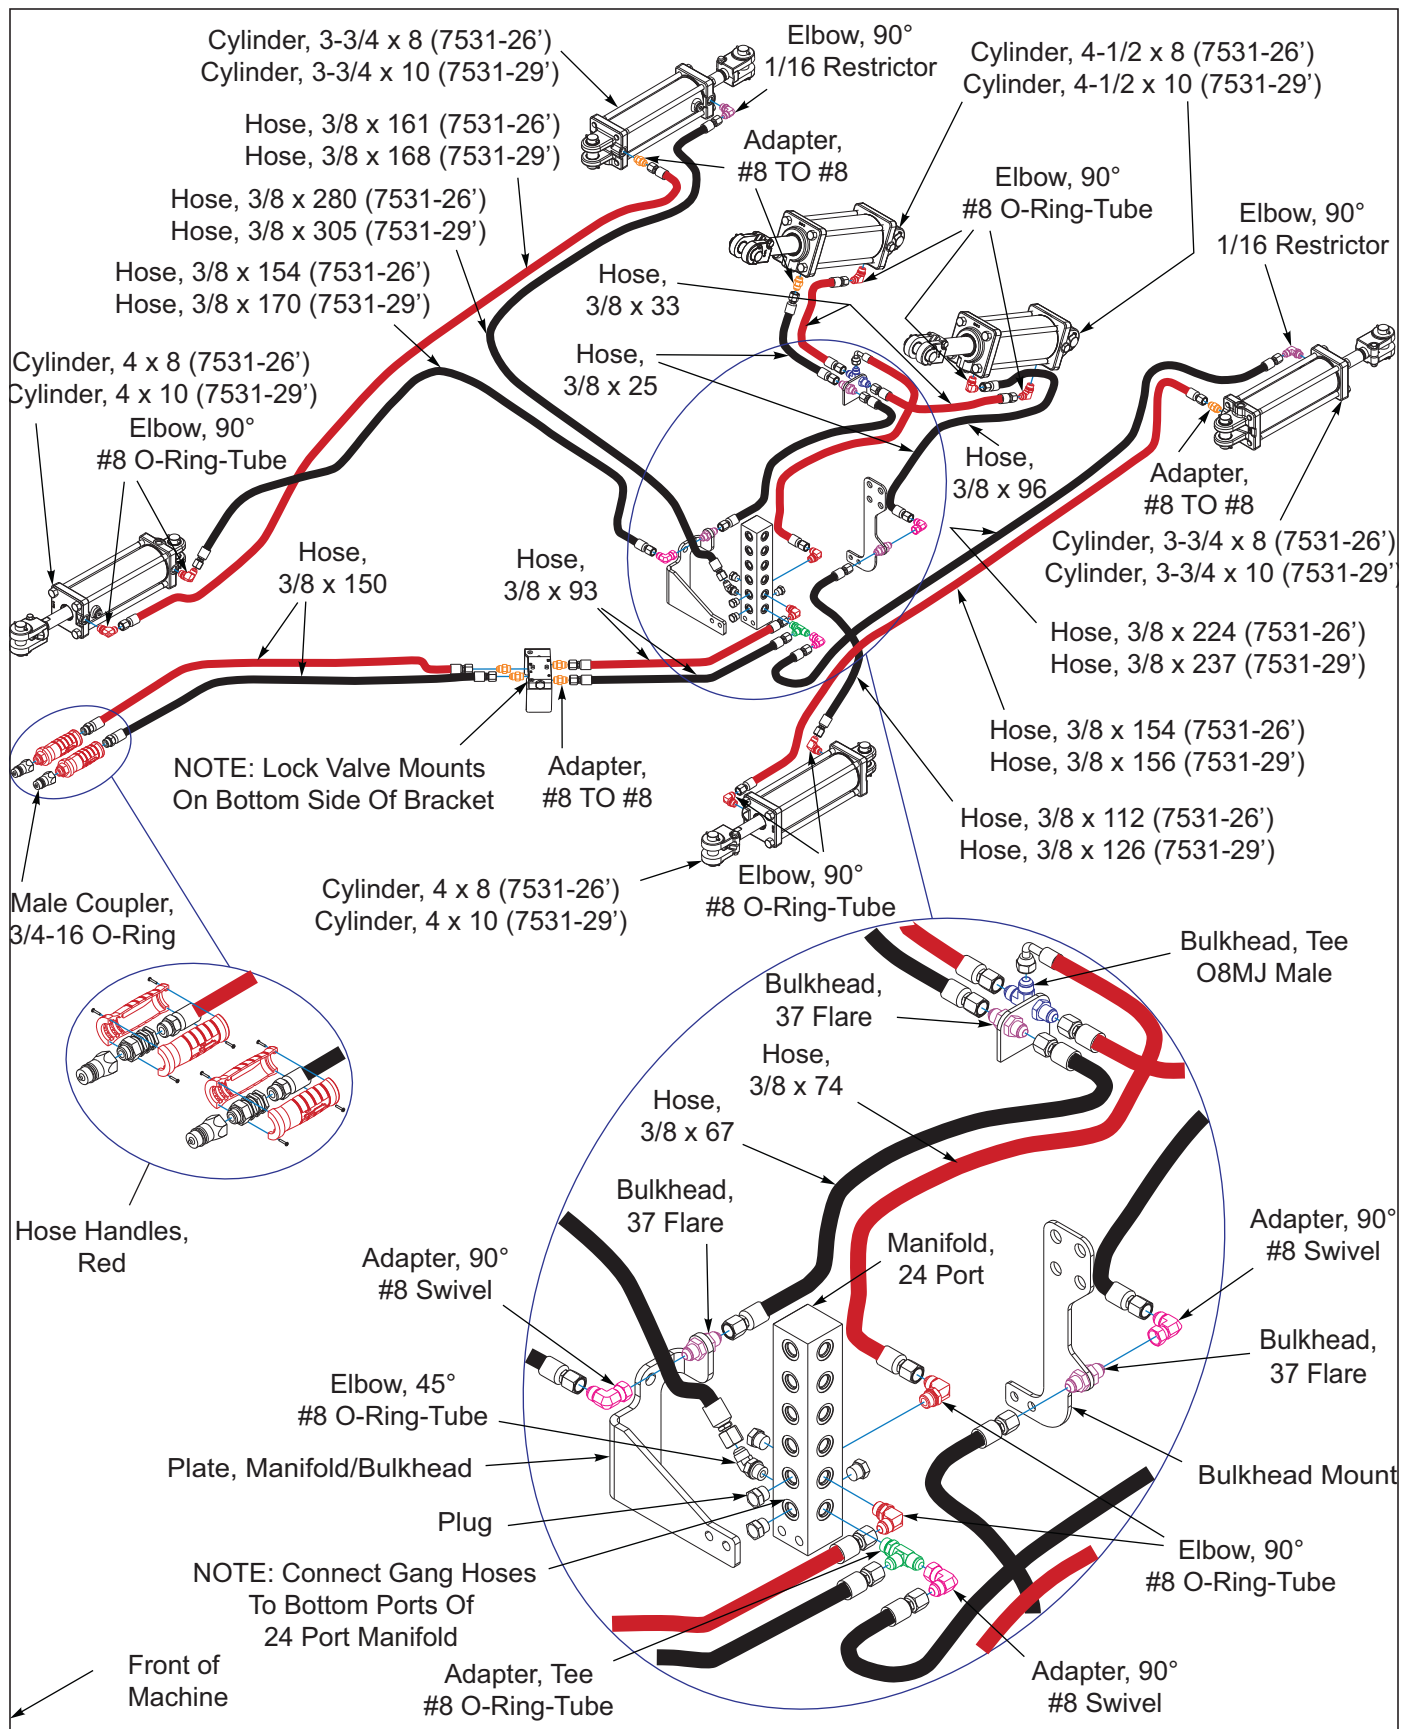 Cylinder, 3-3/4 x 8 (7531-26’)
Cylinder, 3-3/4 x 10 (7531-29’)
Elbow, 90°
1/16 Restrictor
Cylinder, 4-1/2 x 8 (7531-26’)
Cylinder, 4-1/2 x 10 (7531-29’)
Hose, 3/8 x 161 (7531-26’)
Hose, 3/8 x 168 (7531-29’)
Adapter,
#8 TO #8
Elbow, 90°
#8 O-Ring-Tube
Hose, 3/8 x 280 (7531-26’)
Hose, 3/8 x 305 (7531-29’)
Elbow, 90°
1/16 Restrictor
Hose, 3/8 x 154 (7531-26’)
Hose, 3/8 x 170 (7531-29’)
Hose,
3/8 x 33
Cylinder, 4 x 8 (7531-26’)
Cylinder, 4 x 10 (7531-29’)
Hose,
3/8 x 25
Elbow, 90°
#8 O-Ring-Tube
Hose,
3/8 x 96
Adapter,
#8 TO #8
Hose,
3/8 x 150
Hose,
3/8 x 93
Cylinder, 3-3/4 x 8 (7531-26’)
Cylinder, 3-3/4 x 10 (7531-29’)
Hose, 3/8 x 224 (7531-26’)
Hose, 3/8 x 237 (7531-29’)
Hose, 3/8 x 154 (7531-26’)
Hose, 3/8 x 156 (7531-29’)
NOTE: Lock Valve Mounts
On Bottom Side Of Bracket
Adapter,
#8 TO #8
Hose, 3/8 x 112 (7531-26’)
Hose, 3/8 x 126 (7531-29’)
Male Coupler,
3/4-16 O-Ring
Cylinder, 4 x 8 (7531-26’)
Cylinder, 4 x 10 (7531-29’)
Elbow, 90°
#8 O-Ring-Tube
Bulkhead, Tee
O8MJ Male
Bulkhead,
37 Flare
Hose,
3/8 x 74
Hose,
3/8 x 67
Bulkhead,
37 Flare
Hose Handles,
Red
Adapter, 90°
#8 Swivel
Manifold,
24 Port
Adapter, 90°
#8 Swivel
Bulkhead,
37 Flare
Elbow, 45°
#8 O-Ring-Tube
Plate, Manifold/Bulkhead
Bulkhead Mount
Plug
NOTE: Connect Gang Hoses
To Bottom Ports Of
24 Port Manifold
Elbow, 90°
#8 O-Ring-Tube
Adapter, Tee
#8 O-Ring-Tube
Adapter, 90°
#8 Swivel
Front of
Machine